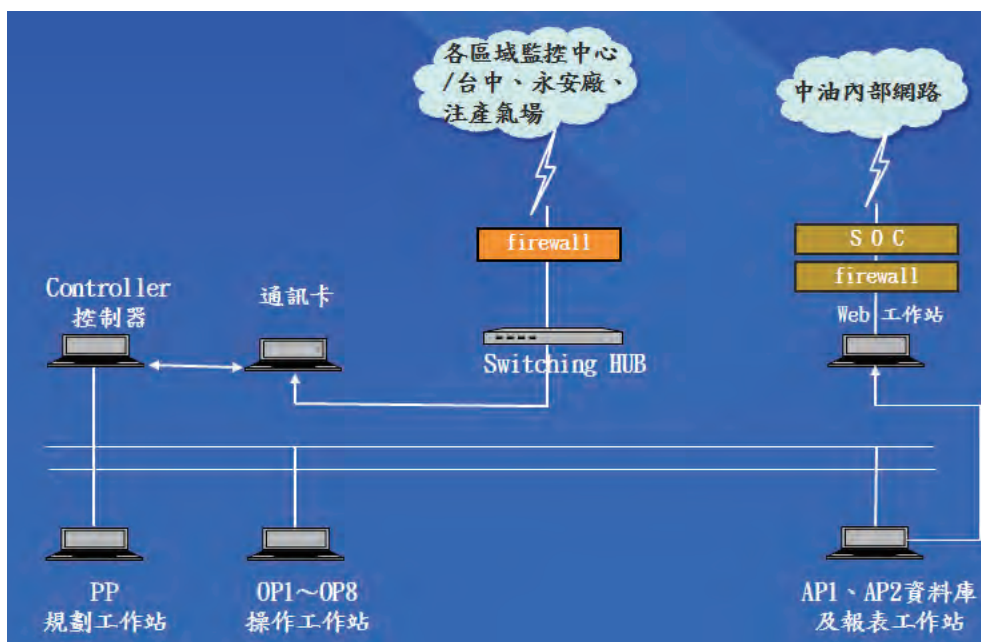 各區域監控中心
/台中、永安廠、
注產氣場
中油內部網路
firewall
SOC
firewall
Controller
控制器
通訊卡
Web 工作站
Switching HUB
PP
規劃工作站
OP1～OP8
操作工作站
AP1、AP2資料庫
及報表工作站